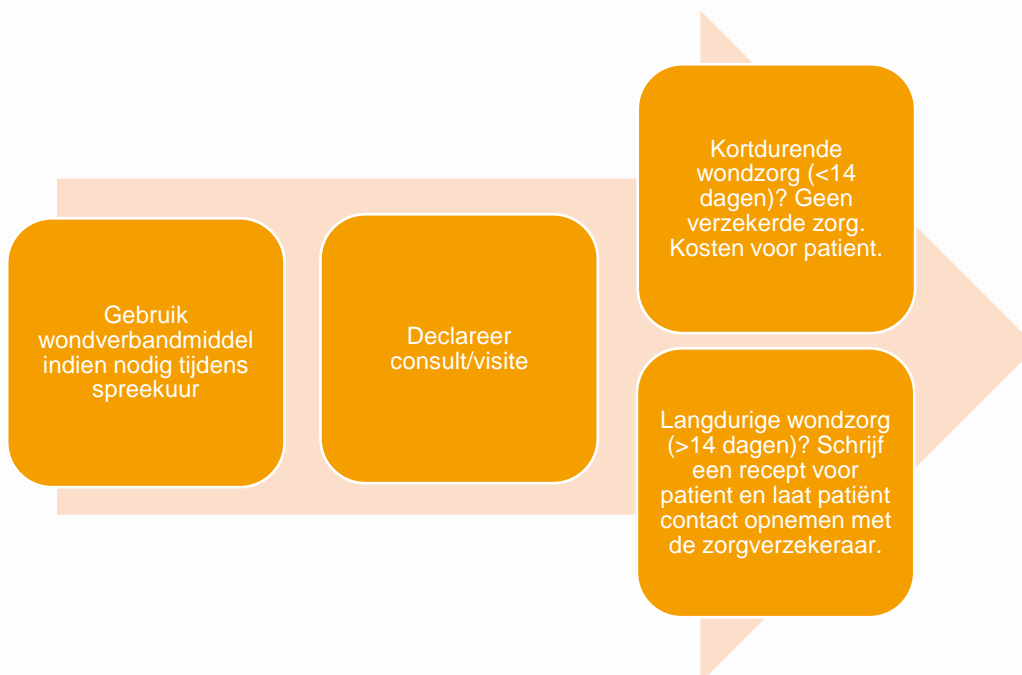 Gebruik
wondverbandmiddel
indien nodig tijdens
spreekuur
Declareer
consult/visite
Kortdurende
wondzorg (<14
dagen)? Geen
verzekerde zorg.
Kosten voor patient.
Langdurige wondzorg
(>14 dagen)? Schrijf
een recept voor
patient en laat patiënt
contact opnemen met
de zorgverzekeraar.